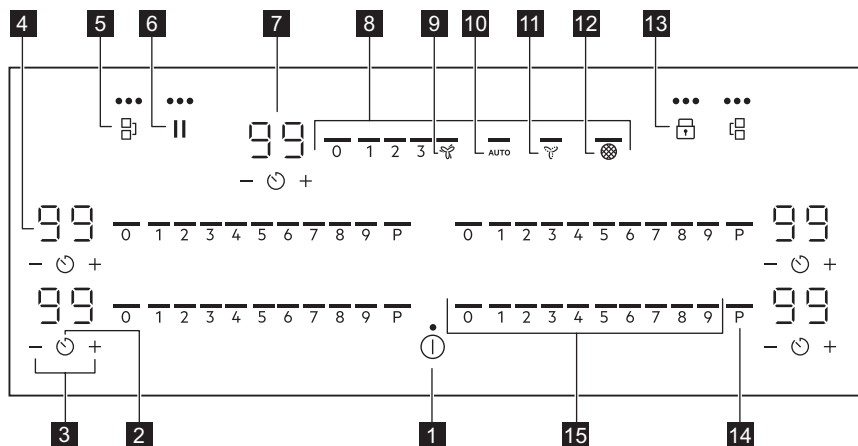 4 5 6 7 8 9 10 11 12 13
99 0 1 2 3 AUTO
− +
99 0 1 2 3 4 5 6 7 8 9 P 0 1 2 3 4 5 6 7 8 9 P 99
− + − +
99 0 1 2 3 4 5 6 7 8 9 P 0 1 2 3 4 5 6 7 8 9 P 99
− + − +
3 2 1 15 14